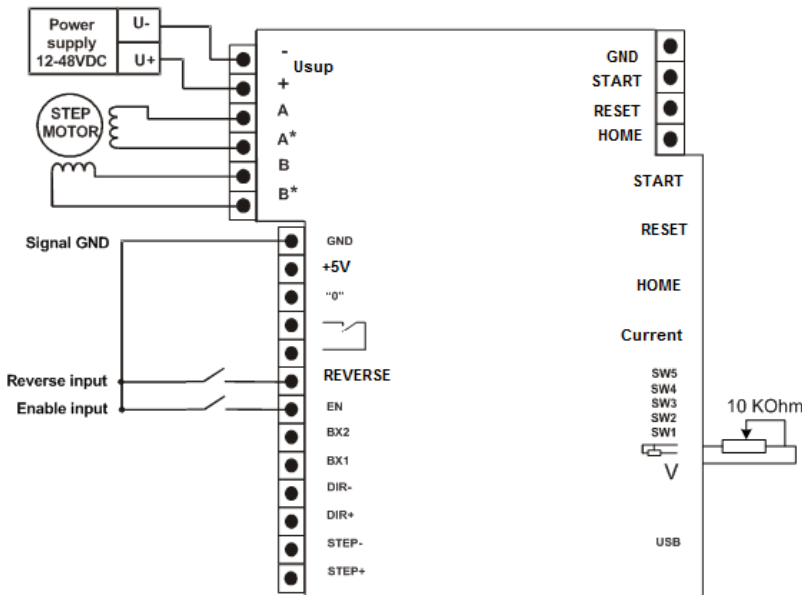 Power
supply
12-48VDC
U-
U+
STEP
MOTOR
-
Usup
+
A
A*
B
B*
GND
START
RESET
HOME
START
RESET
HOME
Current
SW5
SW4
SW3
SW2
SW1
V
USB
10 KOhm
Signal GND
GND
+5V
"0"
Reverse input
REVERSE
Enable input
EN
BX2
BX1
DIR-
DIR+
STEP-
STEP+